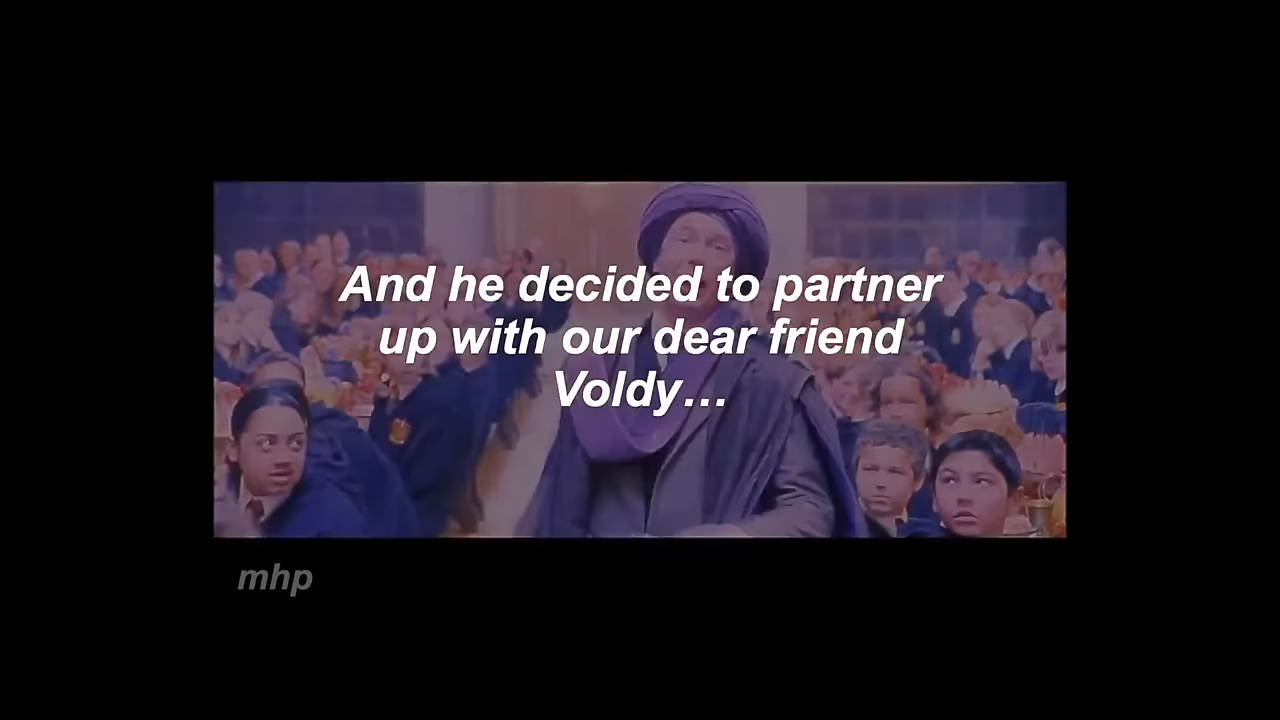 And he decided to partner
up with our dear friend
Voldy…
mhp